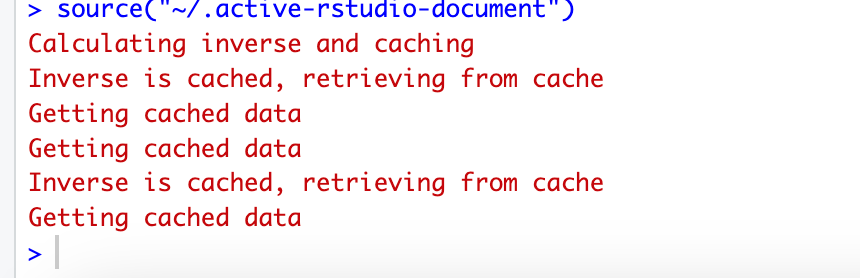 > source("~/.active-rstudio-document")
Calculating inverse and caching
Inverse is cached, retrieving from cache
Getting cached data
Getting cached data
Inverse is cached, retrieving from cache
Getting cached data
>